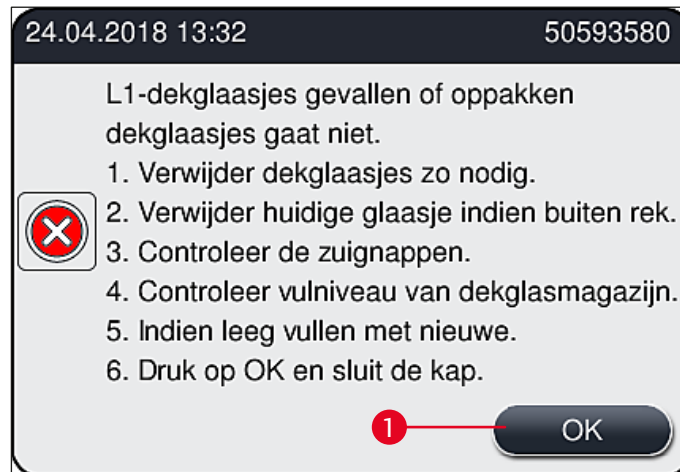 24.04.2018 13:32 50593580
L1-dekglaasjes gevallen of oppakken
dekglaasjes gaat niet.
1. Verwijder dekglaasjes zo nodig.
2. Verwijder huidige glaasje indien buiten rek.
3. Controleer de zuignappen.
4. Controleer vulniveau van dekglasmagazijn.
5. Indien leeg vullen met nieuwe.
6. Druk op OK en sluit de kap.
1 OK